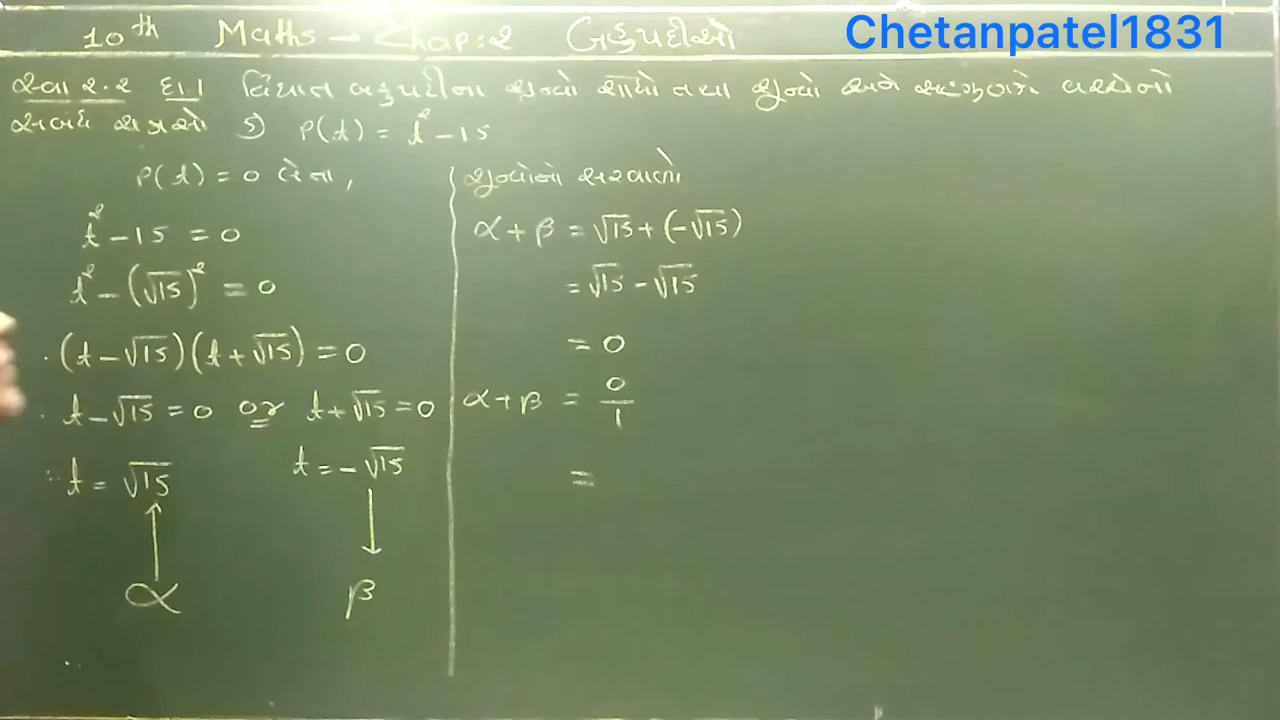 10th Maths → Chap:2 બહુપદીઓ
Chetanpatel1831
સ્વા 2.2 દા.1 દ્વિઘાત બહુપદીના શૂન્યો શોધો તથા શૂન્યો અને સહગુણકો વચ્ચેનો
સંબંધ ચકાસો 5) P(t) = t² - 15
P(t) = 0 લેતા,
t² - 15 = 0
t² - (√15)² = 0
(t - √15)(t + √15) = 0
t - √15 = 0 or t + √15 = 0
t = √15 t = -√15
α β
શૂન્યોનો સરવાળો
α + β = √15 + (-√15)
= √15 - √15
= 0
α + β = 0/1
=